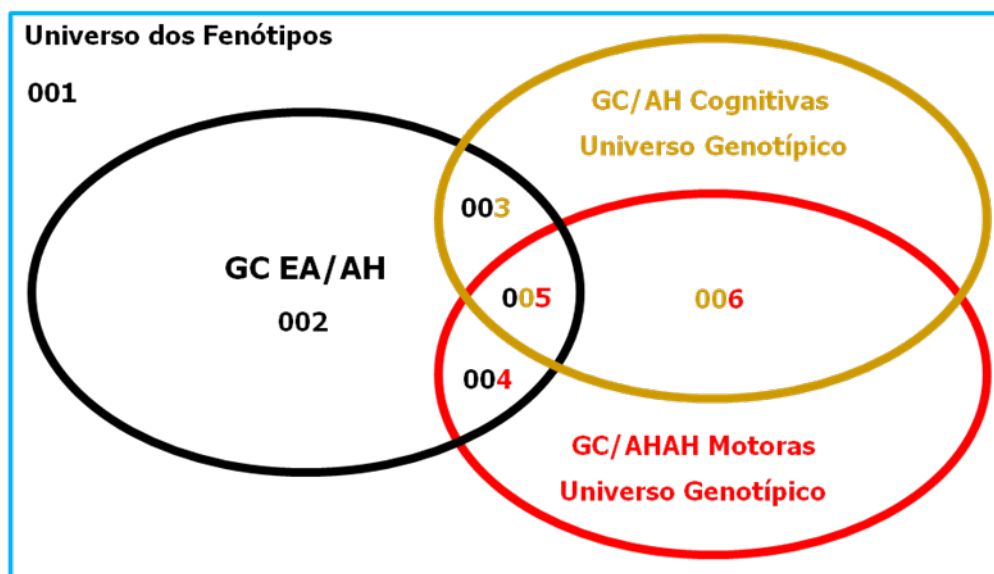 Universo dos Fenótipos
001
GC/AH Cognitivas
Universo Genotípico
003
GC EA/AH
002
005
006
004
GC/AHAH Motoras
Universo Genotípico